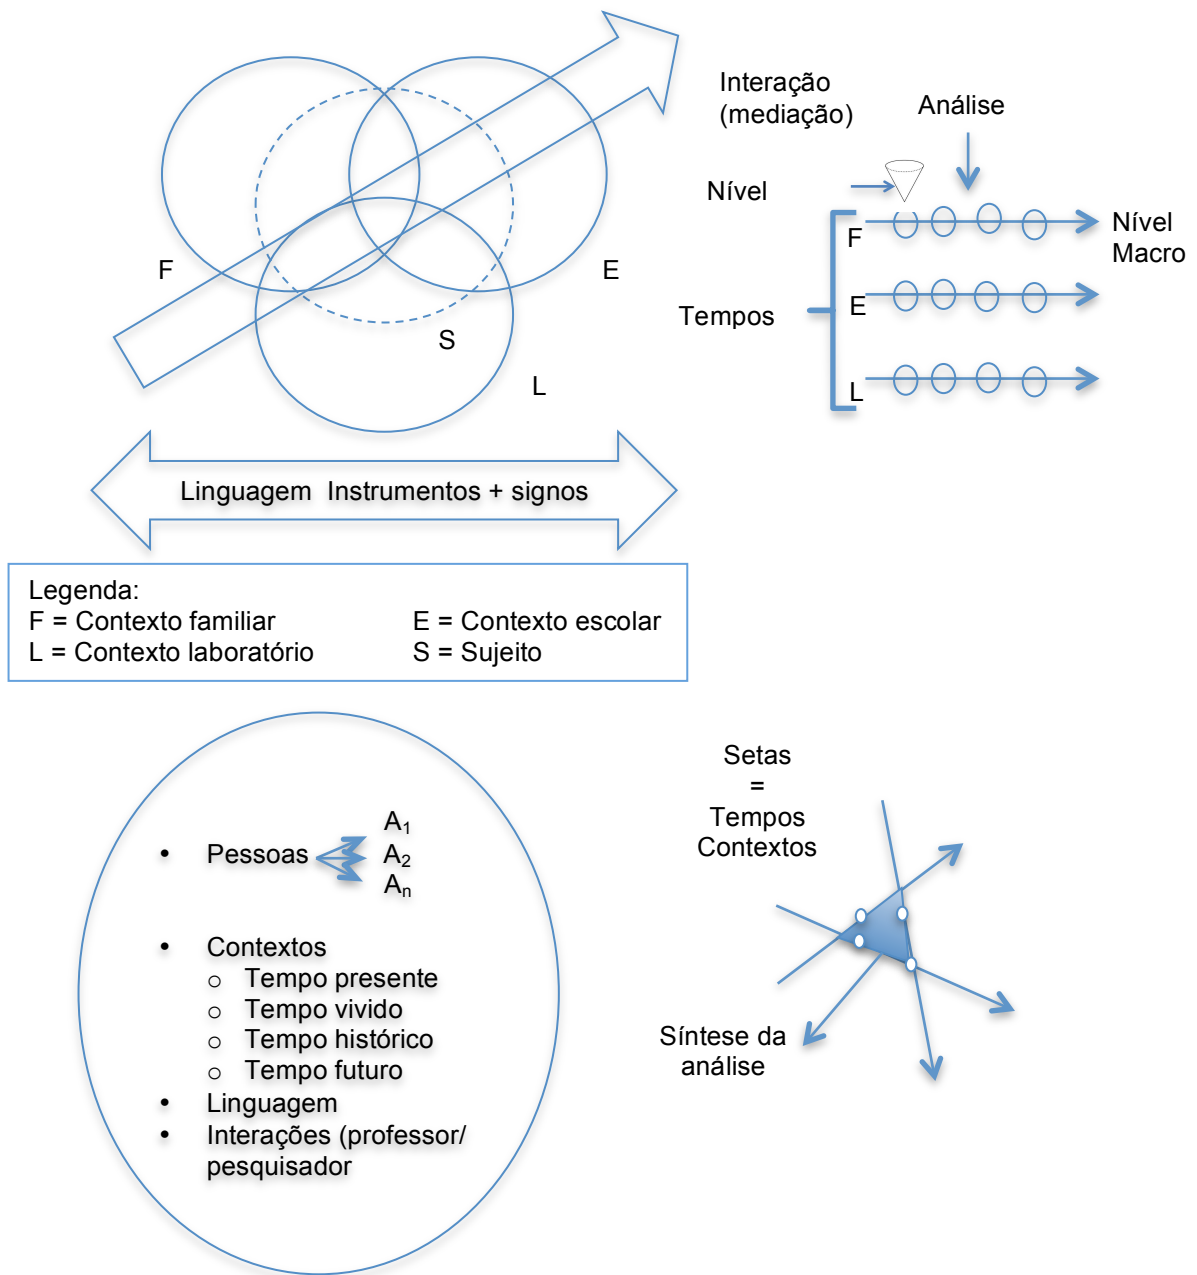 F
E
S
L
Interação
(mediação)
Análise
Nível
F
Nível
Macro
Tempos
E
L
Linguagem Instrumentos + signos
Legenda:
F = Contexto familiar E = Contexto escolar
L = Contexto laboratório S = Sujeito
• Pessoas
A1
A2
An
• Contextos
o Tempo presente
o Tempo vivido
o Tempo histórico
o Tempo futuro
• Linguagem
• Interações (professor/
pesquisador
Setas
=
Tempos
Contextos
Síntese da
análise